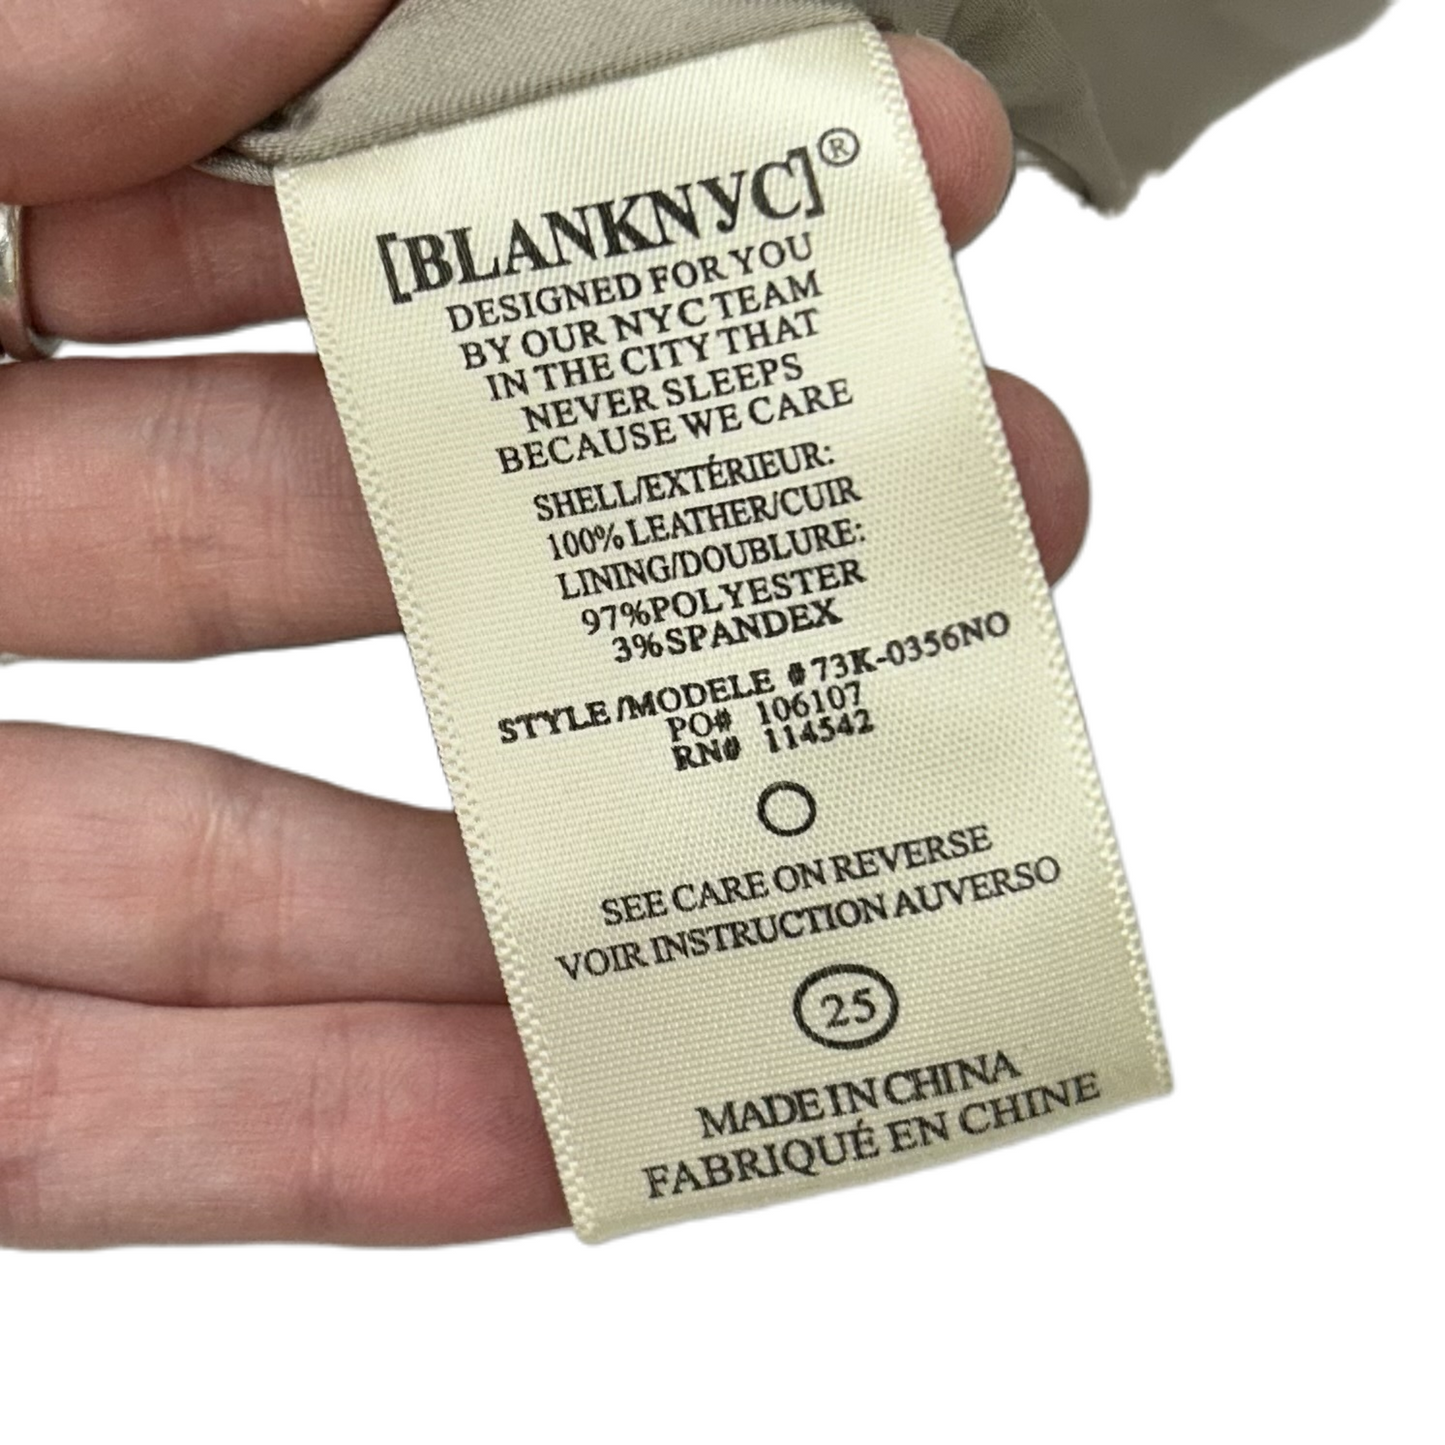 [BLANKNYC]®
DESIGNED FOR YOU
BY OUR NYC TEAM
IN THE CITY THAT
NEVER SLEEPS
BECAUSE WE CARE
SHELL/EXTÉRIEUR:
100% LEATHER/CUIR
LINING/DOUBLURE:
97%POLYESTER
3%SPANDEX
STYLE/MODELE #73K-0356NO
PO# 106107
RN# 114542
SEE CARE ON REVERSE
VOIR INSTRUCTION AUVERSO
25
MADE IN CHINA
FABRIQUÉ EN CHINE